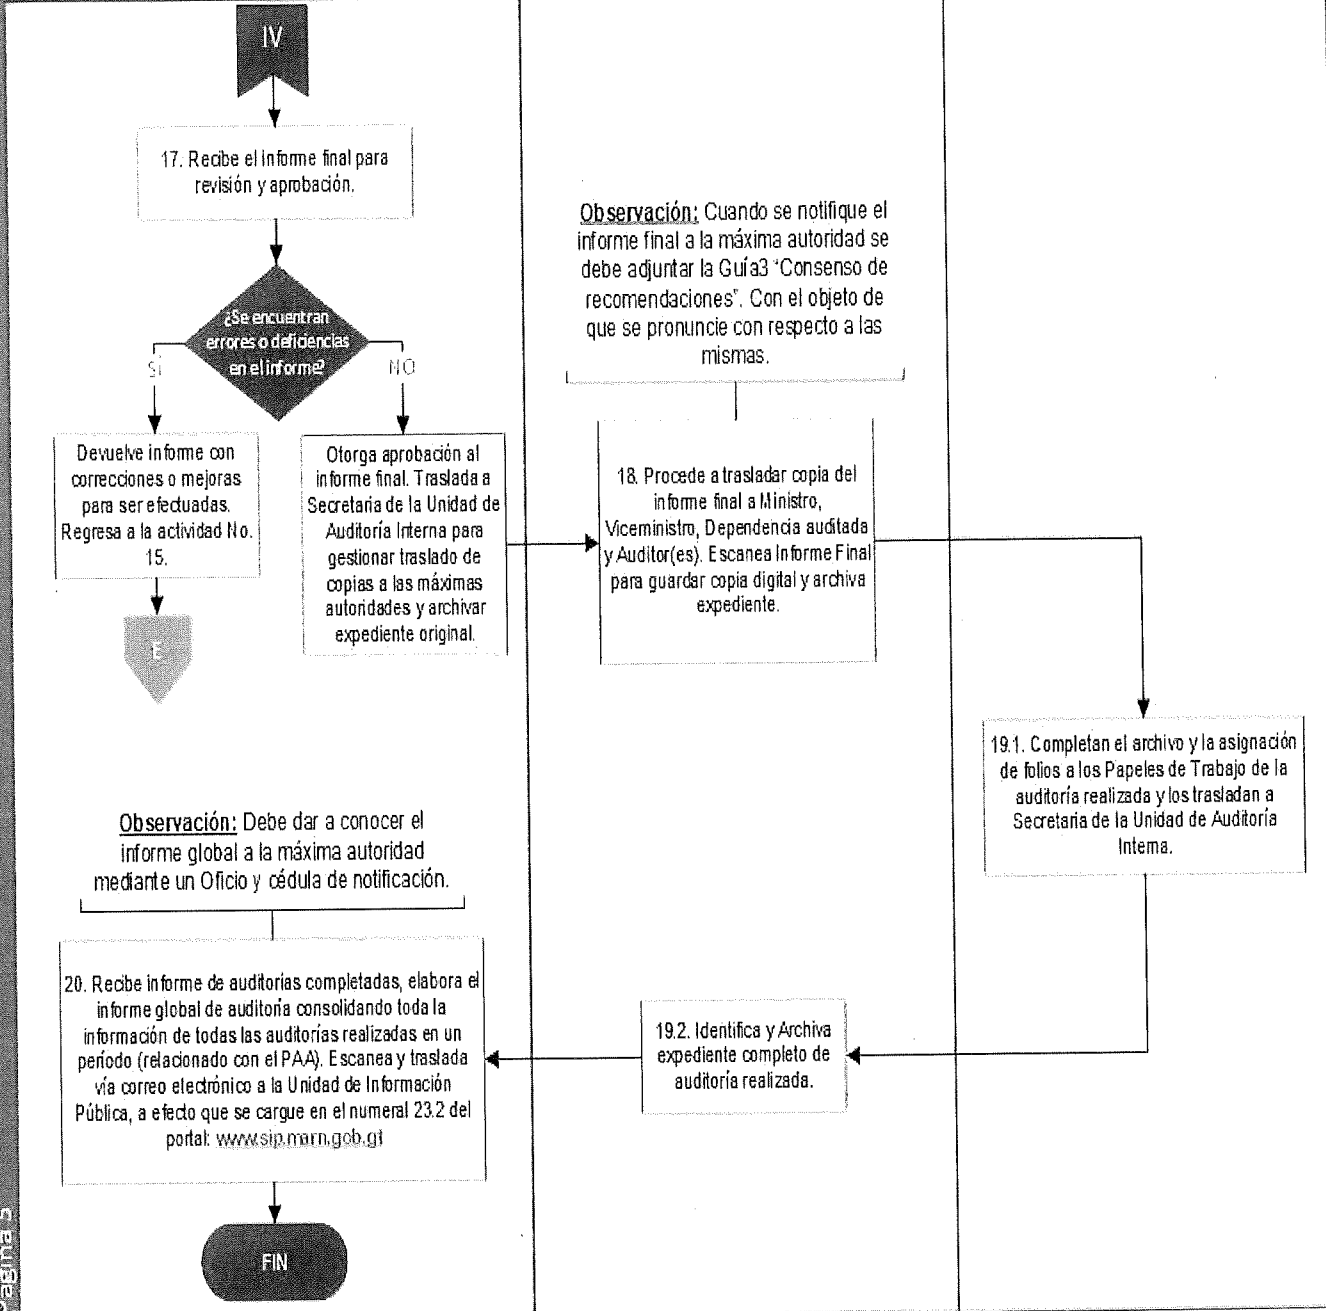 IV
17. Recibe el informe final para
revisión y aprobación.
¿Se encuentran
errores o deficiencias
en el informe?
Si
NO
Devuelve informe con
correcciones o mejoras
para ser efectuadas.
Regresa a la actividad No.
15.
E
Otorga aprobación al
informe final. Traslada a
Secretaria de la Unidad de
Auditoría Interna para
gestionar traslado de
copias a las máximas
autoridades y archivar
expediente original.
Observación: Cuando se notifique el
informe final a la máxima autoridad se
debe adjuntar la Guía3 "Consenso de
recomendaciones". Con el objeto de
que se pronuncie con respecto a las
mismas.
18. Procede a trasladar copia del
informe final a Ministro,
Viceministro, Dependencia auditada
y Auditor(es). Escanea Informe Final
para guardar copia digital y archiva
expediente.
19.1. Completan el archivo y la asignación
de folios a los Papeles de Trabajo de la
auditoría realizada y los trasladan a
Secretaria de la Unidad de Auditoría
Interna.
19.2. Identifica y Archiva
expediente completo de
auditoría realizada.
Observación: Debe dar a conocer el
informe global a la máxima autoridad
mediante un Oficio y cédula de notificación.
20. Recibe informe de auditorías completadas, elabora el
informe global de auditoría consolidando toda la
información de todas las auditorías realizadas en un
período (relacionado con el PAA). Escanea y traslada
vía correo electrónico a la Unidad de Información
Pública, a efecto que se cargue en el numeral 23.2 del
portal: www.sip.marn.gob.gt
FIN
Página 5